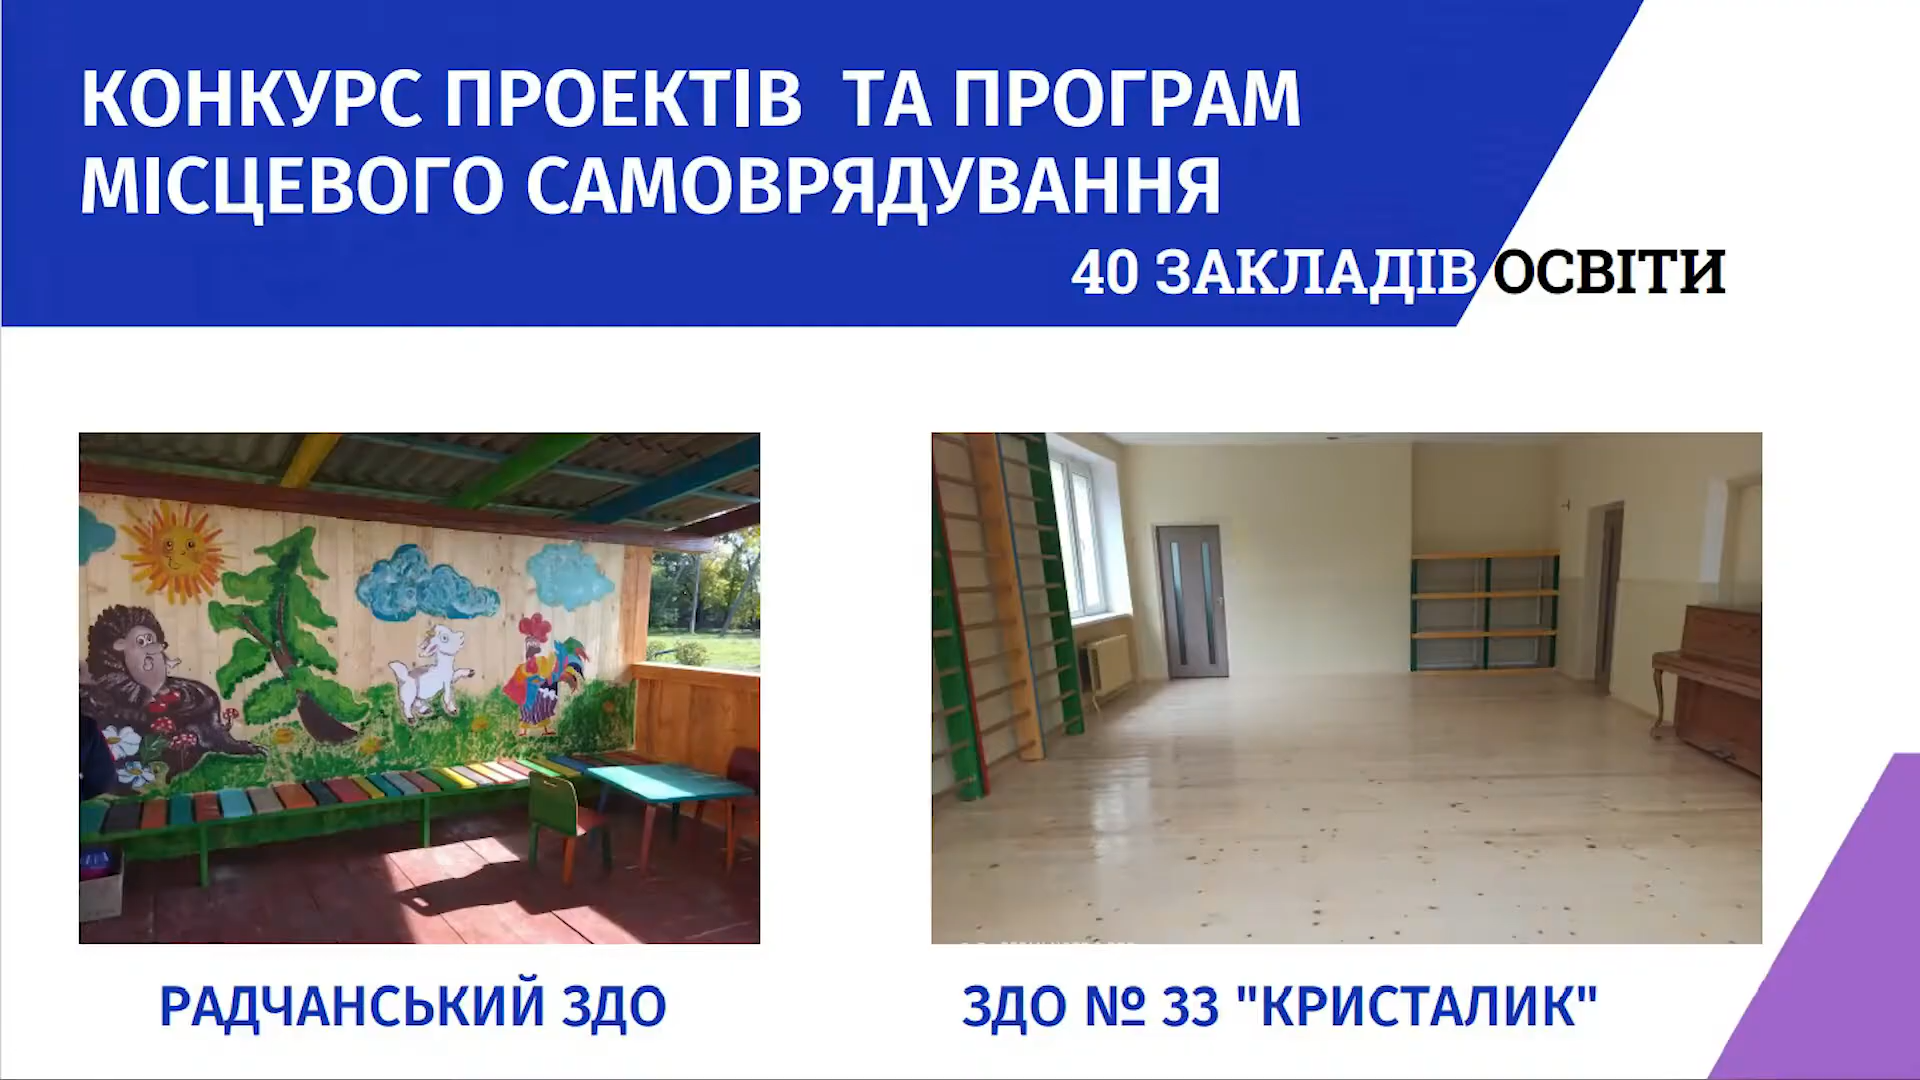 КОНКУРС ПРОЕКТІВ ТА ПРОГРАМ
МІСЦЕВОГО САМОВРЯДУВАННЯ
40 ЗАКЛАДІВ ОСВІТИ
РАДЧАНСЬКИЙ ЗДО
ЗДО № 33 "КРИСТАЛИК"